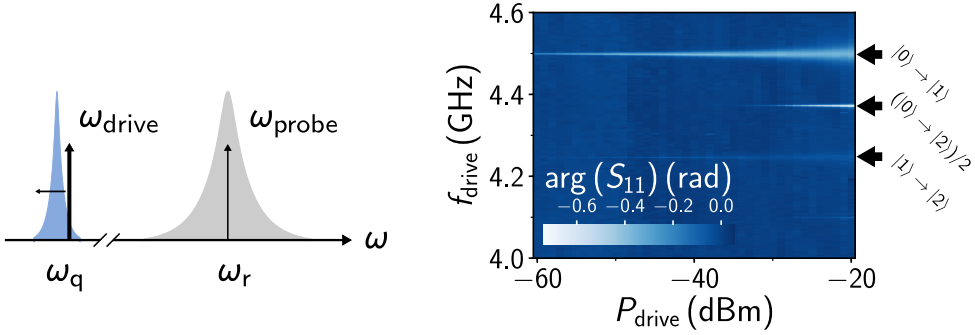 ω_drive
ω_probe
ω
ω_q
ω_r
f_drive (GHz)
4.6
4.4
4.2
4.0
arg (S_11) (rad)
−0.6 −0.4 −0.2 0.0
−60 −40 −20
P_drive (dBm)
|0⟩ → |1⟩
(|0⟩ → |2⟩)/2
|1⟩ → |2⟩